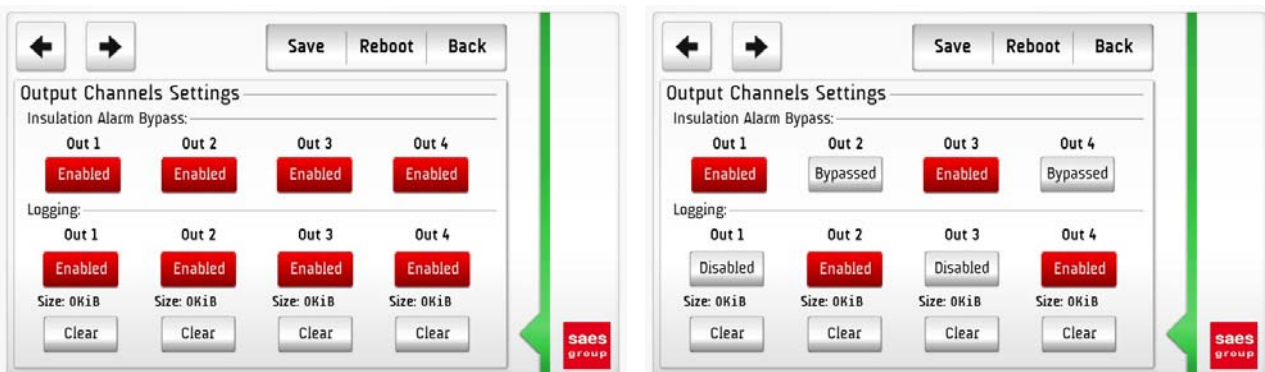 Save Reboot Back
Output Channels Settings
Insulation Alarm Bypass:
Out 1 Out 2 Out 3 Out 4
Enabled Enabled Enabled Enabled
Logging:
Out 1 Out 2 Out 3 Out 4
Enabled Enabled Enabled Enabled
Size: 0KiB Size: 0KiB Size: 0KiB Size: 0KiB
Clear Clear Clear Clear
saes
group
Save Reboot Back
Output Channels Settings
Insulation Alarm Bypass:
Out 1 Out 2 Out 3 Out 4
Enabled Bypassed Enabled Bypassed
Logging:
Out 1 Out 2 Out 3 Out 4
Disabled Enabled Disabled Enabled
Size: 0KiB Size: 0KiB Size: 0KiB Size: 0KiB
Clear Clear Clear Clear
saes
group